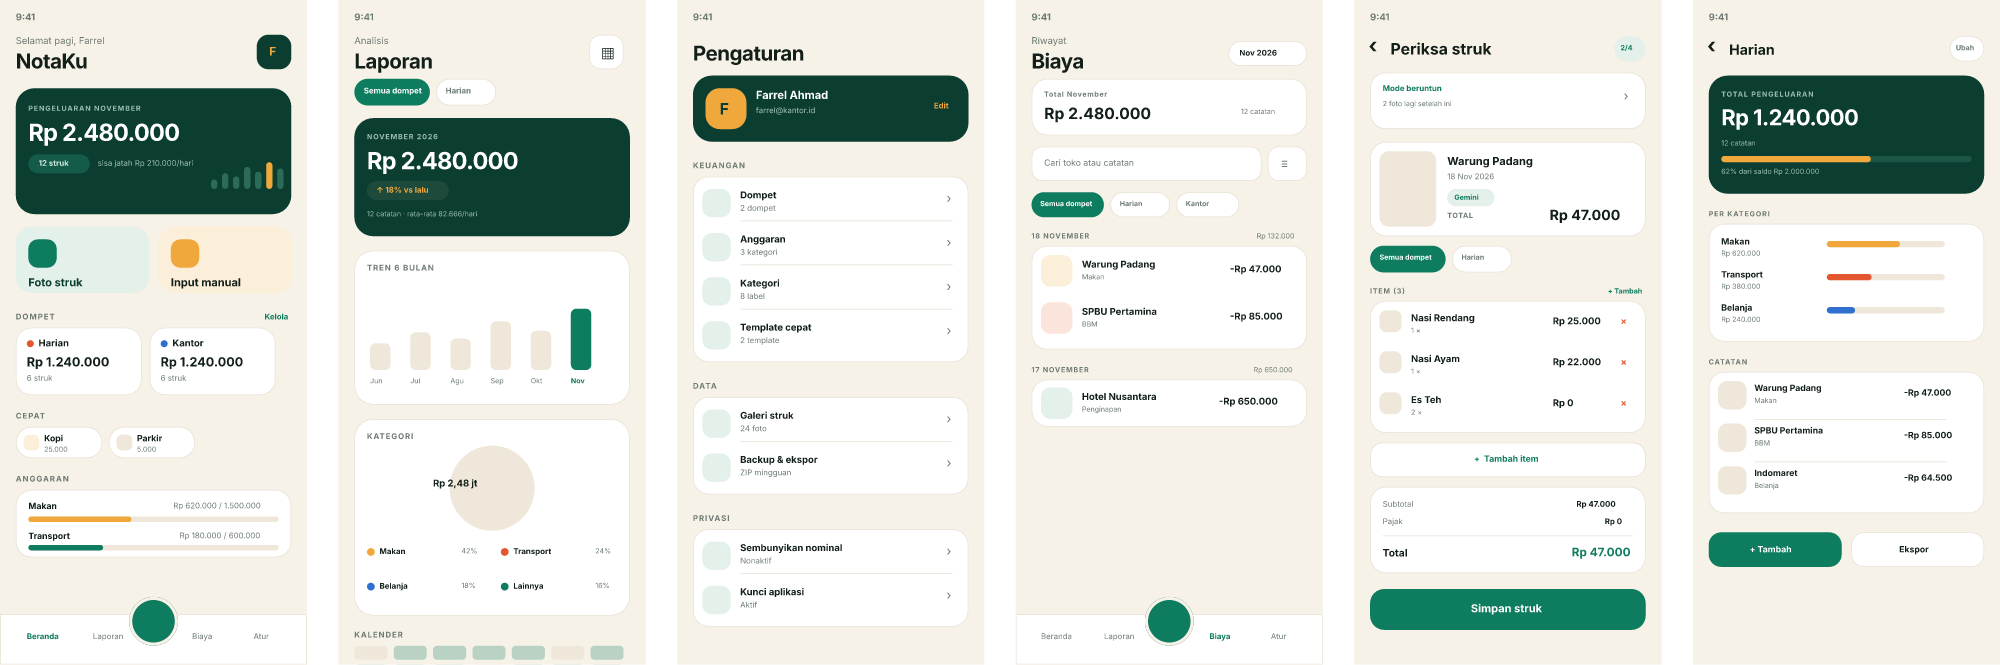 9:41
Selamat pagi, Farrel
NotaKu
F
PENGELUARAN NOVEMBER
Rp 2.480.000
12 struk
sisa jatah Rp 210.000/hari
Foto struk
Input manual
DOMPET
Kelola
Harian
Rp 1.240.000
6 struk
Kantor
Rp 1.240.000
6 struk
CEPAT
Kopi
25.000
Parkir
5.000
ANGGARAN
Makan
Rp 620.000 / 1.500.000
Transport
Rp 180.000 / 600.000
Beranda
Laporan
Biaya
Atur
9:41
Analisis
Laporan
Semua dompet
Harian
NOVEMBER 2026
Rp 2.480.000
↑ 18% vs lalu
12 catatan · rata-rata 82.666/hari
TREN 6 BULAN
Jun
Jul
Agu
Sep
Okt
Nov
KATEGORI
Rp 2,48 jt
Makan
42%
Transport
24%
Belanja
18%
Lainnya
16%
KALENDER
9:41
Pengaturan
F
Farrel Ahmad
farrel@kantor.id
Edit
KEUANGAN
Dompet
2 dompet
Anggaran
3 kategori
Kategori
8 label
Template cepat
2 template
DATA
Galeri struk
24 foto
Backup & ekspor
ZIP mingguan
PRIVASI
Sembunyikan nominal
Nonaktif
Kunci aplikasi
Aktif
9:41
Riwayat
Biaya
Nov 2026
Total November
Rp 2.480.000
12 catatan
Cari toko atau catatan
Semua dompet
Harian
Kantor
18 NOVEMBER
Rp 132.000
Warung Padang
Makan
-Rp 47.000
SPBU Pertamina
BBM
-Rp 85.000
17 NOVEMBER
Rp 650.000
Hotel Nusantara
Penginapan
-Rp 650.000
Beranda
Laporan
Biaya
Atur
9:41
Periksa struk
2/4
Mode beruntun
2 foto lagi setelah ini
Warung Padang
18 Nov 2026
Gemini
TOTAL
Rp 47.000
Semua dompet
Harian
ITEM (3)
+ Tambah
Nasi Rendang
1 ×
Rp 25.000
×
Nasi Ayam
1 ×
Rp 22.000
×
Es Teh
2 ×
Rp 0
×
+ Tambah item
Subtotal
Rp 47.000
Pajak
Rp 0
Total
Rp 47.000
Simpan struk
9:41
Harian
Ubah
TOTAL PENGELUARAN
Rp 1.240.000
12 catatan
62% dari saldo Rp 2.000.000
PER KATEGORI
Makan
Rp 620.000
Transport
Rp 380.000
Belanja
Rp 240.000
CATATAN
Warung Padang
Makan
-Rp 47.000
SPBU Pertamina
BBM
-Rp 85.000
Indomaret
Belanja
-Rp 64.500
+ Tambah
Ekspor